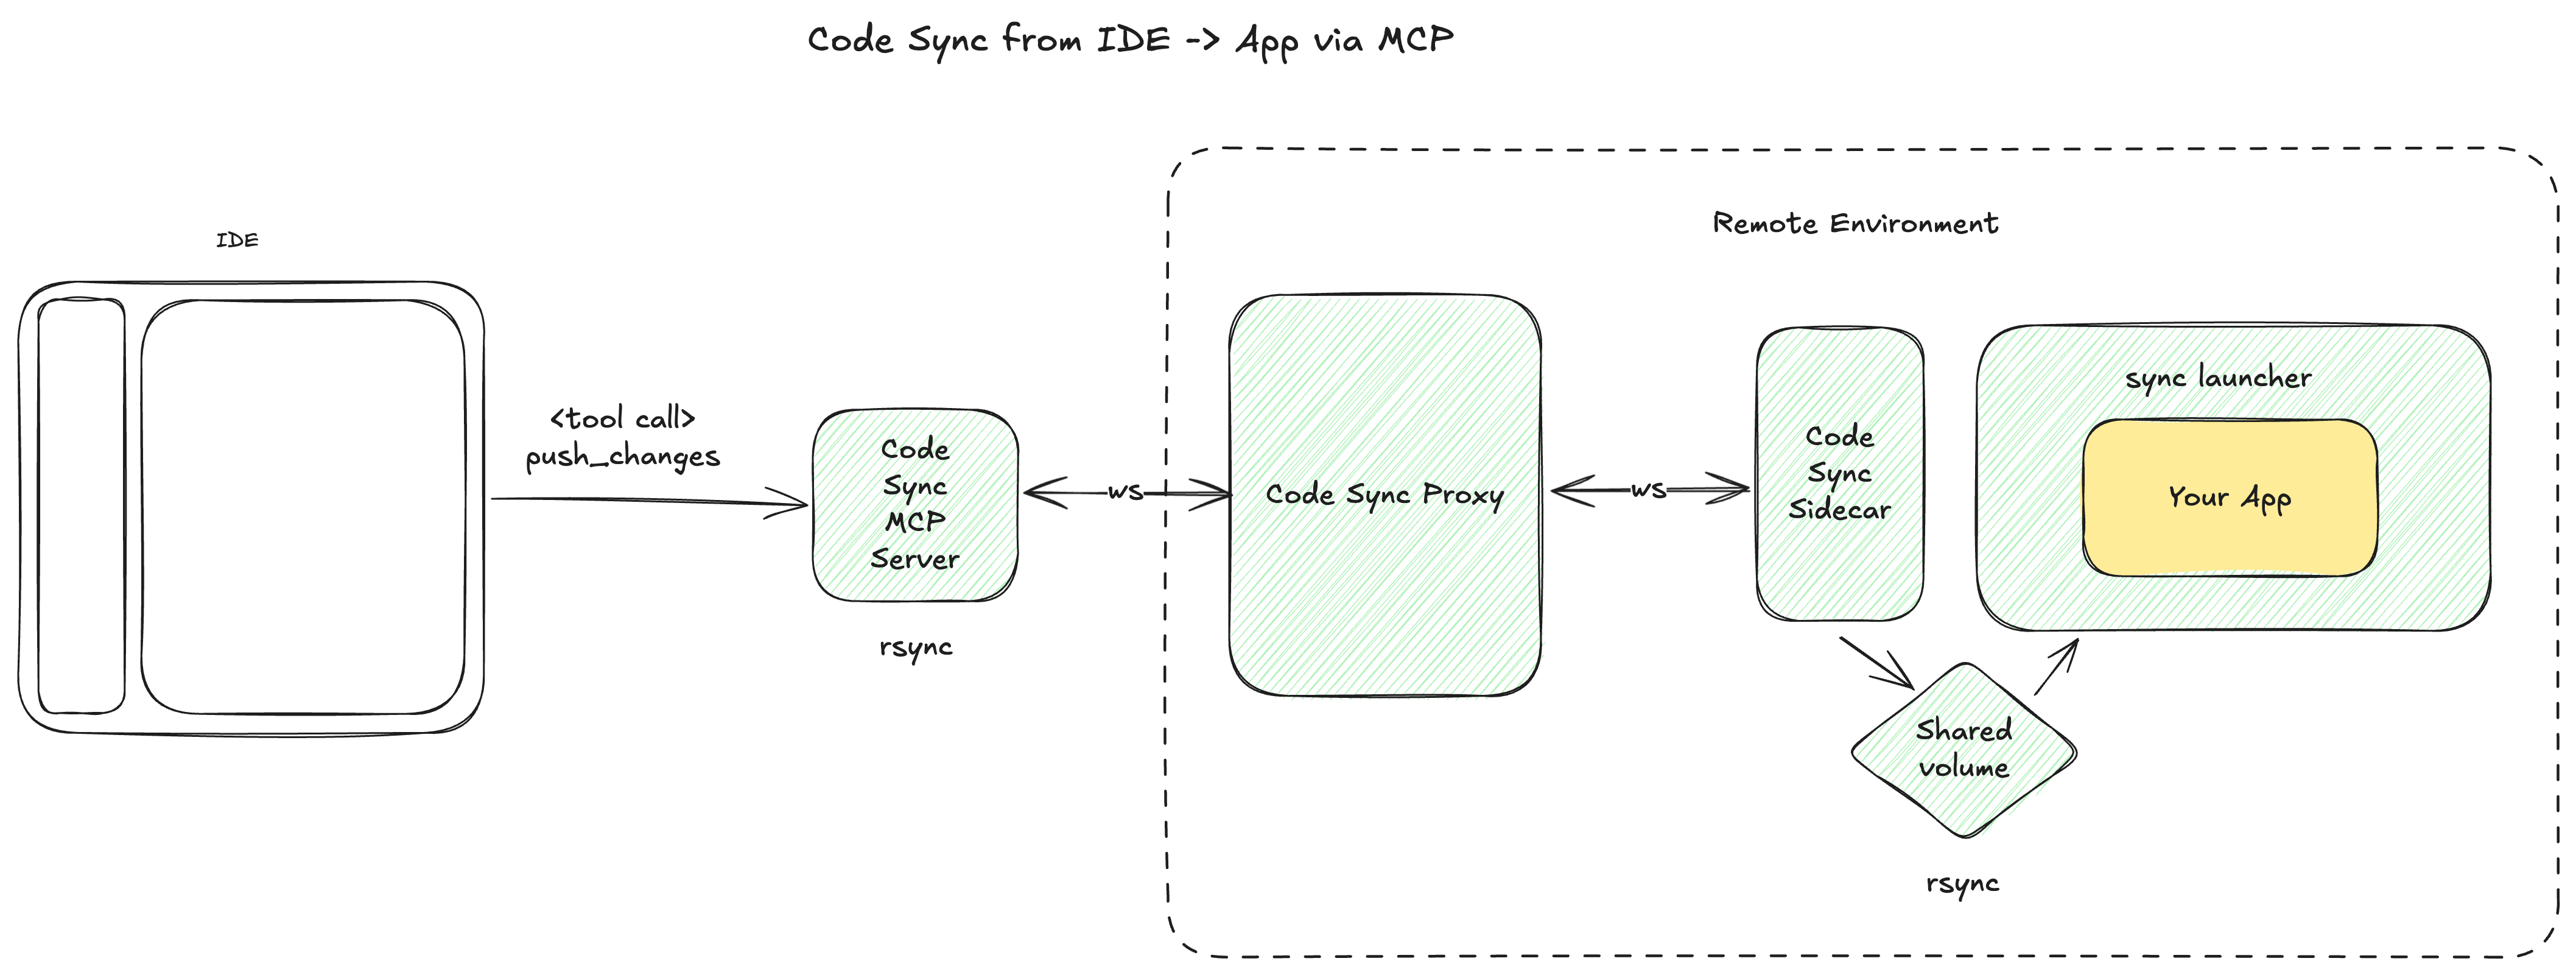 Code Sync from IDE -> App via MCP
Remote Environment
IDE
<tool call>
push_changes
Code
Sync
MCP
Server
rsync
ws
Code Sync Proxy
ws
Code
Sync
Sidecar
sync launcher
Your App
Shared
volume
rsync